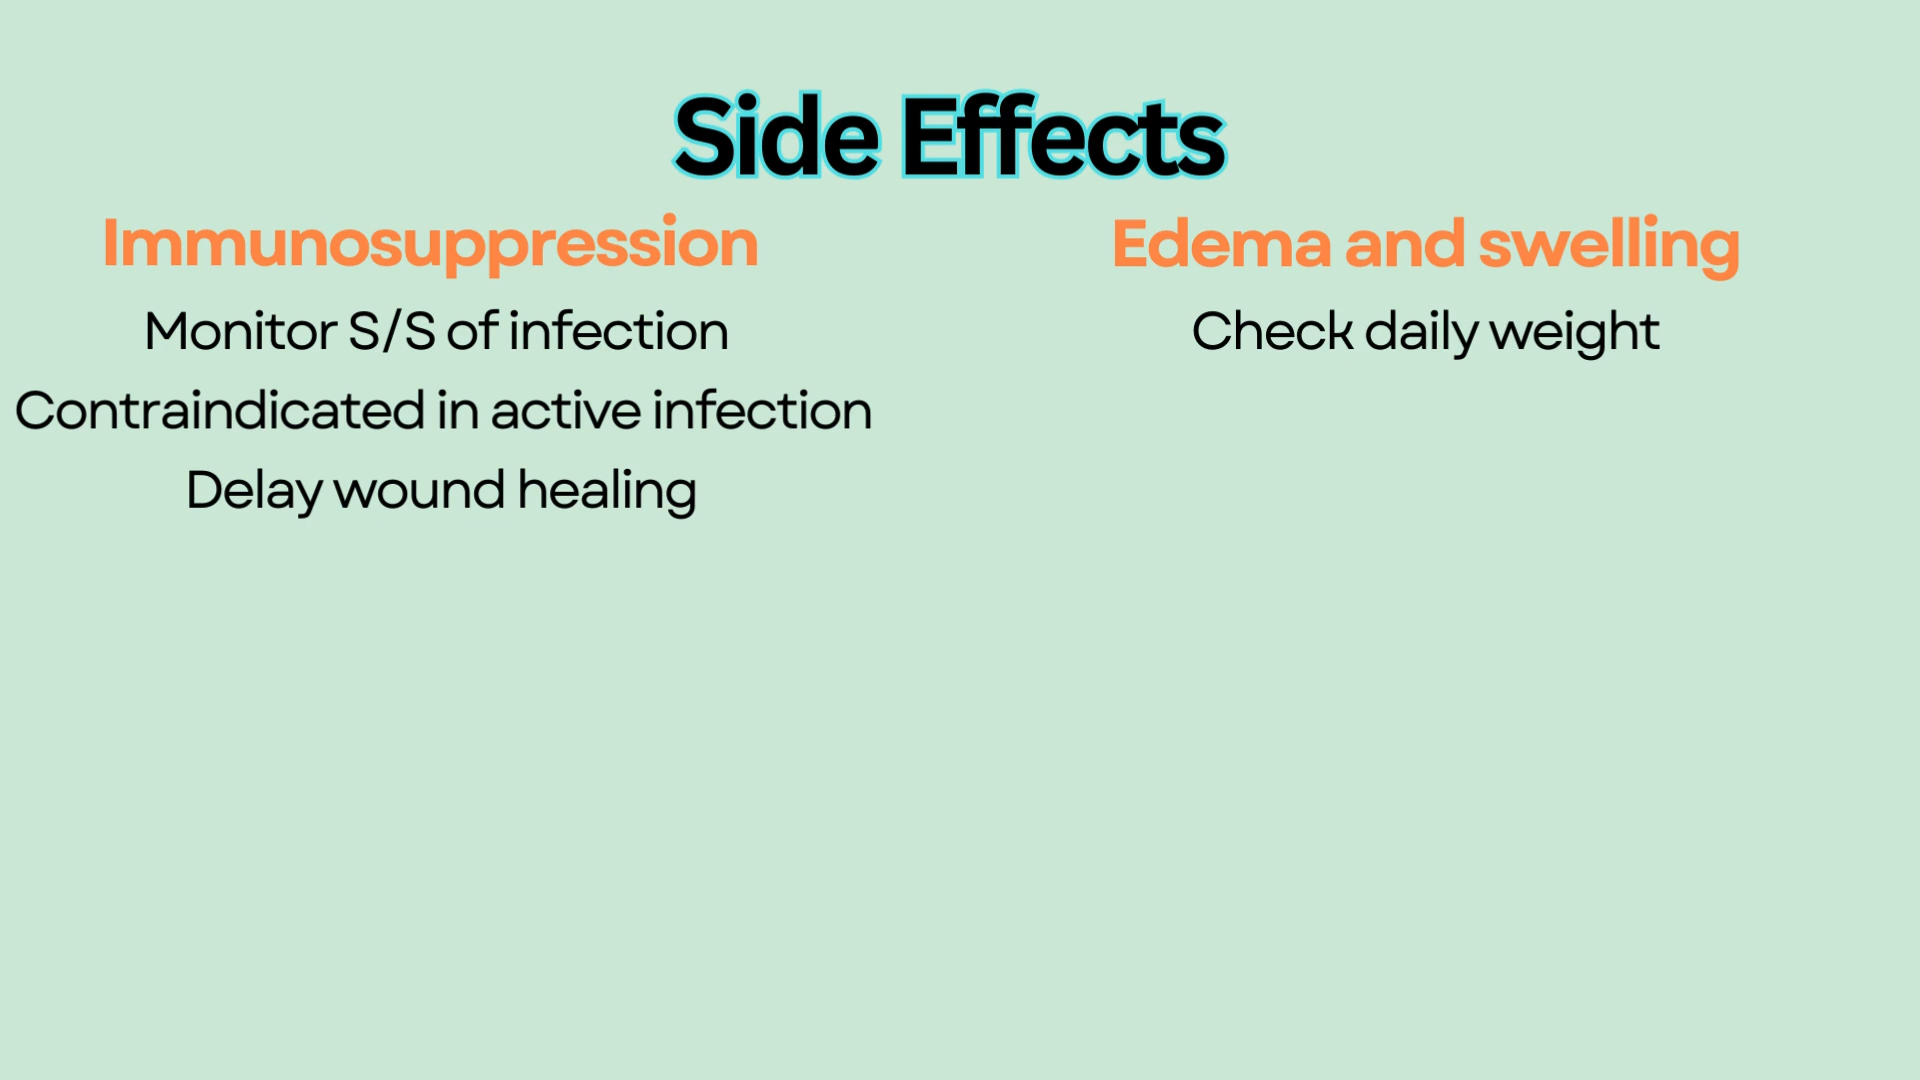 Side Effects
Immunosuppression
Monitor S/S of infection
Contraindicated in active infection
Delay wound healing
Edema and swelling
Check daily weight